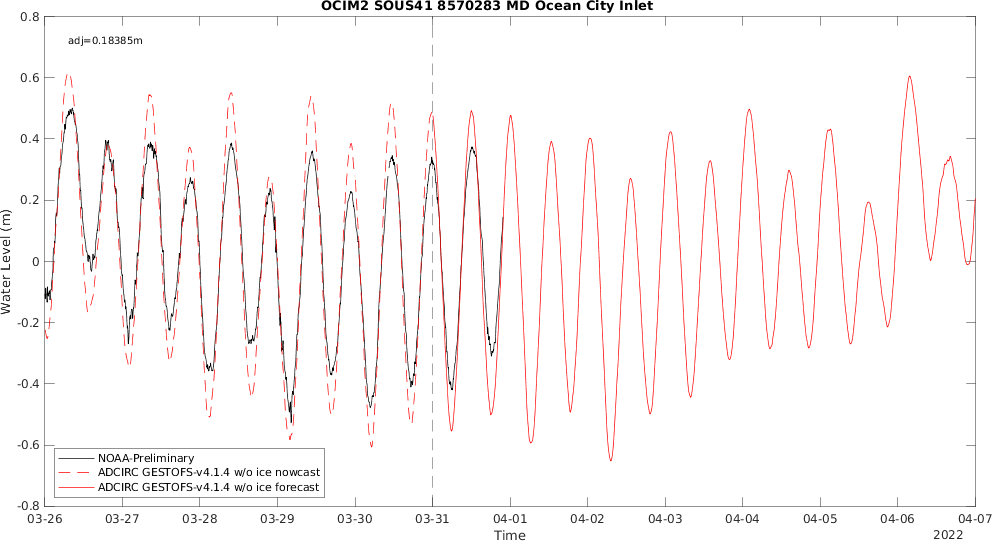 OCIM2 SOUS41 8570283 MD Ocean City Inlet
adj=0.18385m
Water Level (m)
0.8
0.6
0.4
0.2
0
-0.2
-0.4
-0.6
-0.8
NOAA-Preliminary
ADCIRC GESTOFS-v4.1.4 w/o ice nowcast
ADCIRC GESTOFS-v4.1.4 w/o ice forecast
03-26 03-27 03-28 03-29 03-30 03-31 04-01 04-02 04-03 04-04 04-05 04-06 04-07
Time
2022